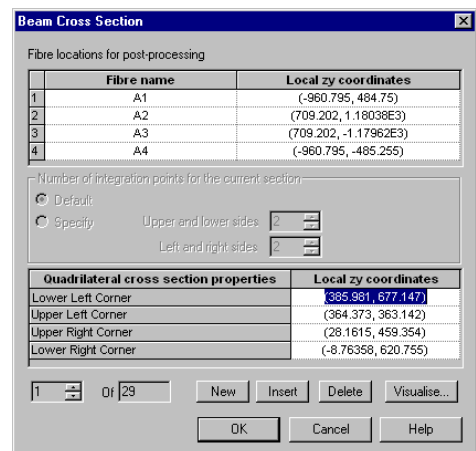 Beam Cross Section
Fibre locations for post-processing
Fibre name Local zy coordinates
1 A1 (-960.795, 484.75)
2 A2 (709.202, 1.18038E3)
3 A3 (709.202, -1.17962E3)
4 A4 (-960.795, -485.255)
Number of integration points for the current section
Default
Specify Upper and lower sides 2
Left and right sides 2
Quadrilateral cross section properties Local zy coordinates
Lower Left Corner (385.981, 677.147)
Upper Left Corner (364.373, 363.142)
Upper Right Corner (28.1615, 459.354)
Lower Right Corner (-8.76358, 620.755)
1 Of 29 New Insert Delete Visualise...
OK Cancel Help